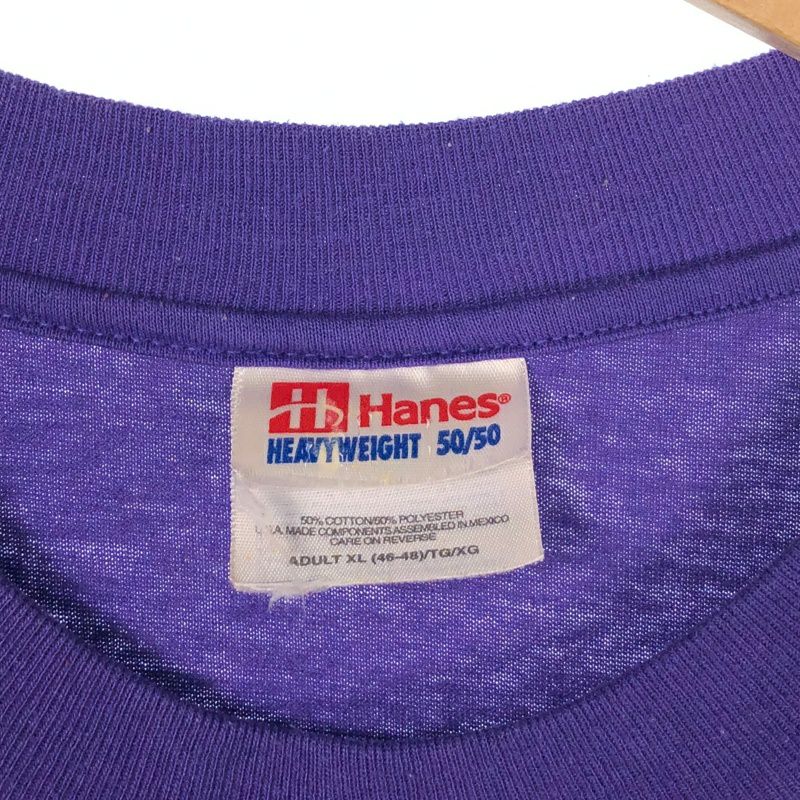 H Hanes®
HEAVYWEIGHT 50/50
50% COTTON/50% POLYESTER
U.S.A. MADE COMPONENTS ASSEMBLED IN MEXICO
CARE ON REVERSE
ADULT XL (46-48)/TG/XG